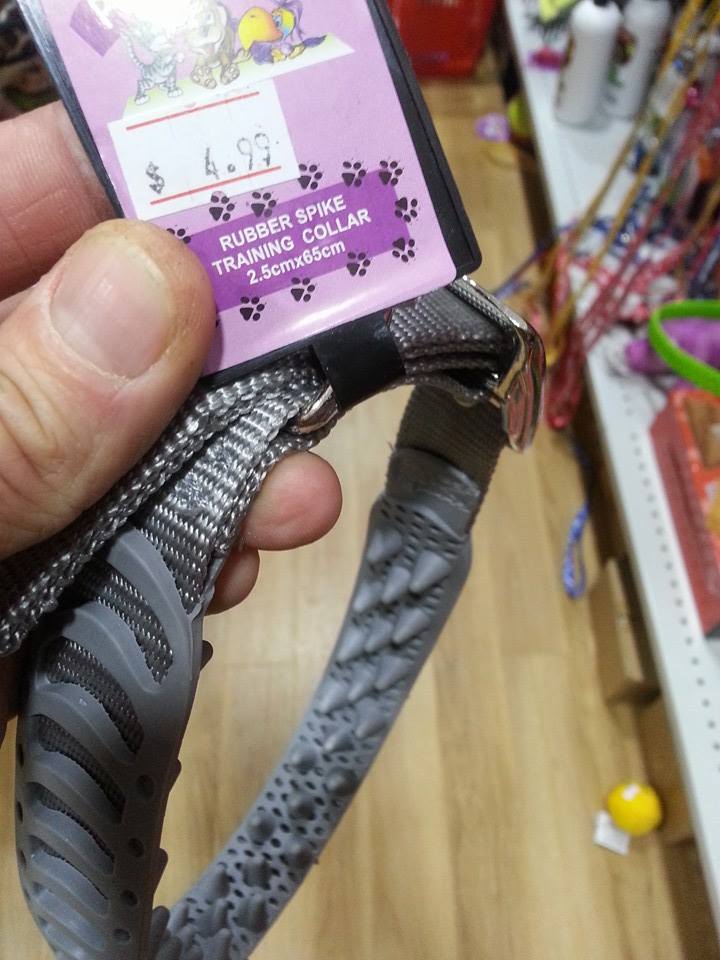 $ 4.99
RUBBER SPIKE
TRAINING COLLAR
2.5cmx65cm